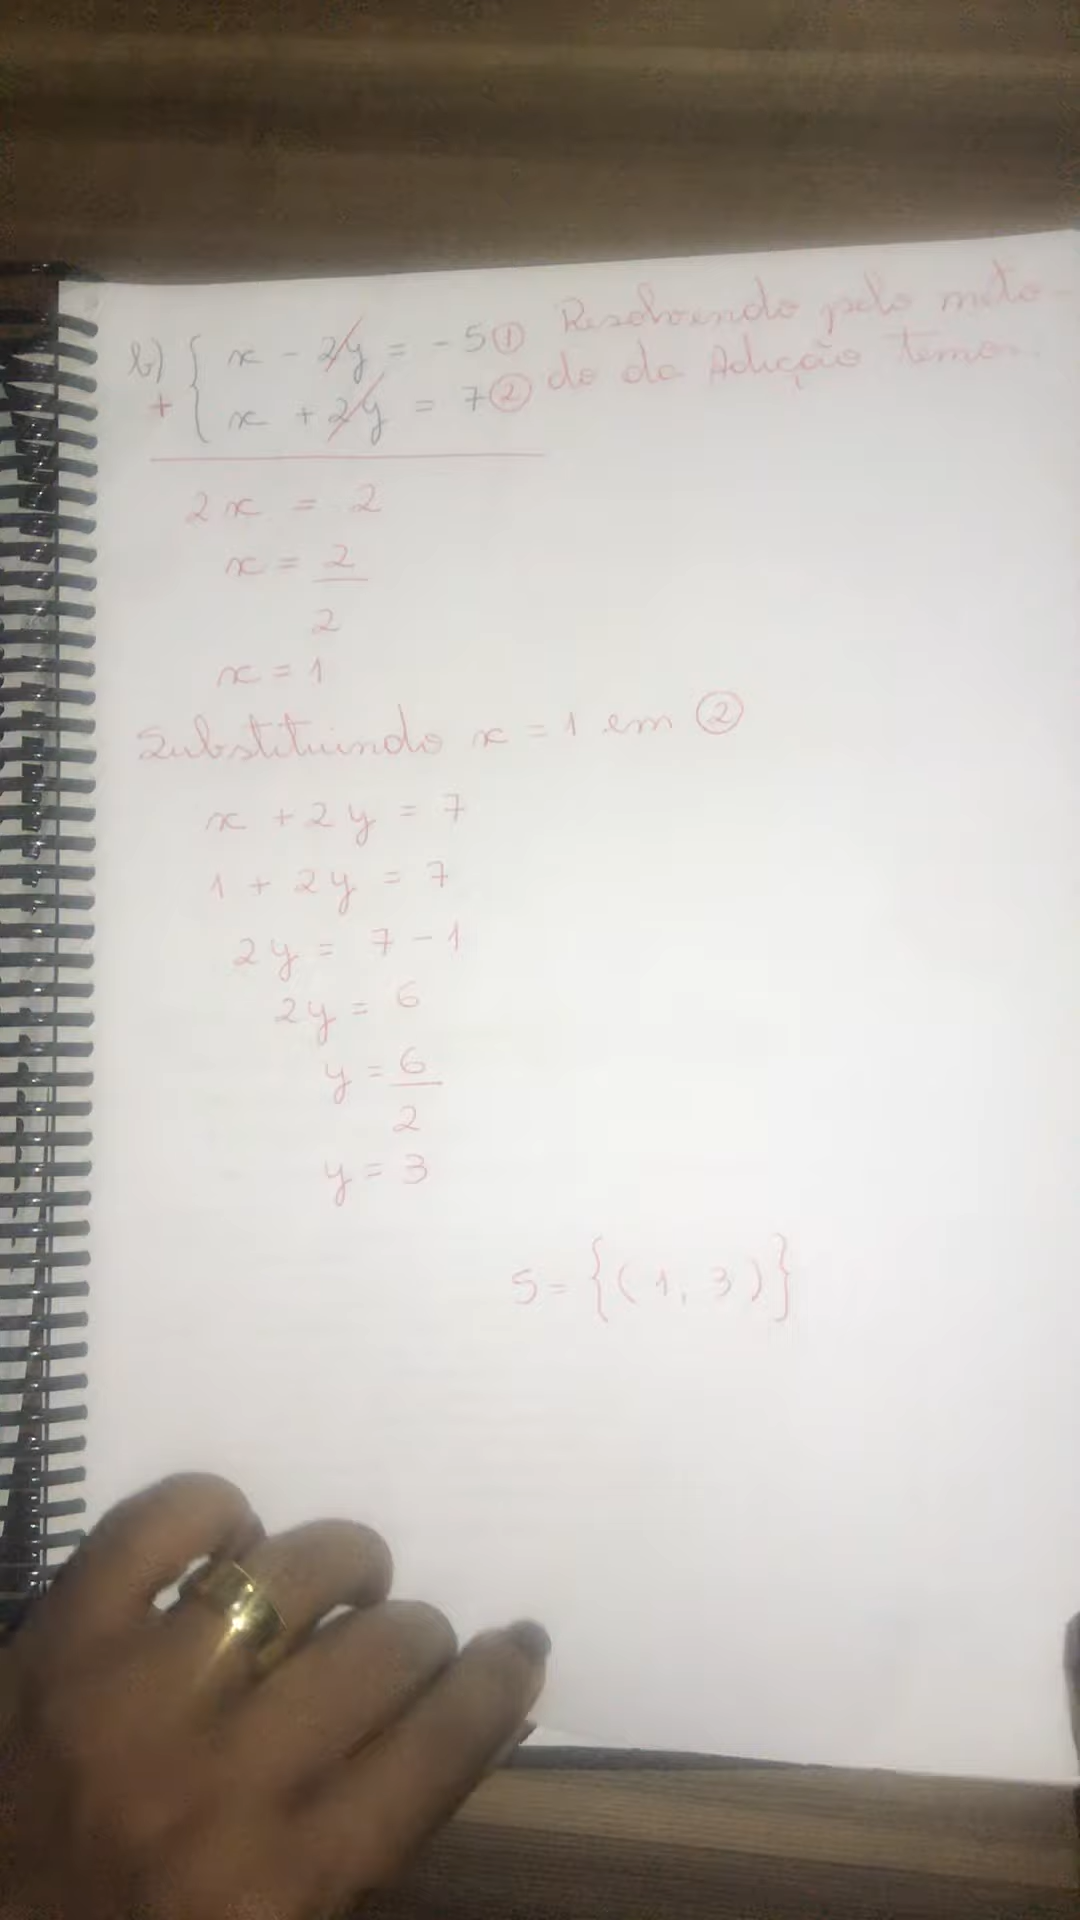 b) { x - 2y = -5 ① Resolvendo pelo méto-
+ { x + 2y = 7 ② do da Adição temos:
2x = 2
x = 2
2
x = 1
Substituindo x = 1 em ②
x + 2y = 7
1 + 2y = 7
2y = 7 - 1
2y = 6
y = 6
2
y = 3
S = {(1, 3)}